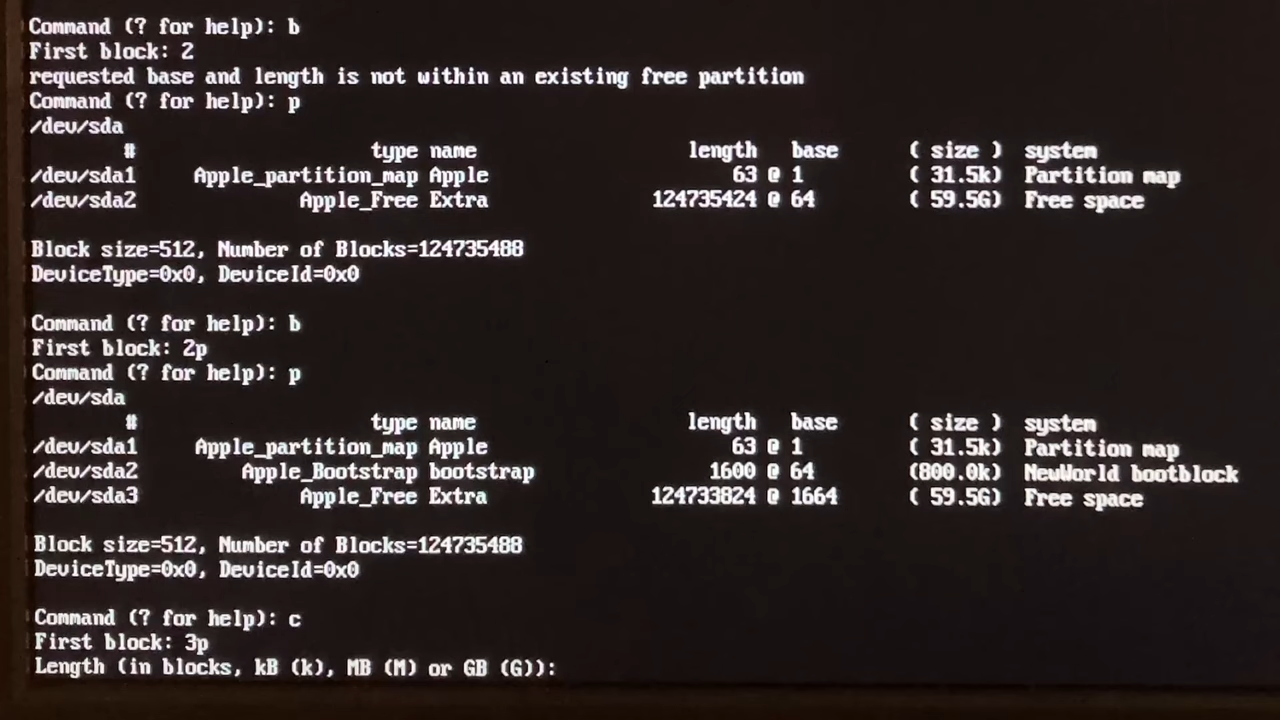 Command (? for help): b
First block: 2
requested base and length is not within an existing free partition
Command (? for help): p
/dev/sda
# type name length base ( size ) system
/dev/sda1 Apple_partition_map Apple 63 @ 1 ( 31.5k) Partition map
/dev/sda2 Apple_Free Extra 124735424 @ 64 ( 59.5G) Free space
Block size=512, Number of Blocks=124735488
DeviceType=0x0, DeviceId=0x0
Command (? for help): b
First block: 2p
Command (? for help): p
/dev/sda
# type name length base ( size ) system
/dev/sda1 Apple_partition_map Apple 63 @ 1 ( 31.5k) Partition map
/dev/sda2 Apple_Bootstrap bootstrap 1600 @ 64 (800.0k) NewWorld bootblock
/dev/sda3 Apple_Free Extra 124733824 @ 1664 ( 59.5G) Free space
Block size=512, Number of Blocks=124735488
DeviceType=0x0, DeviceId=0x0
Command (? for help): c
First block: 3p
Length (in blocks, kB (k), MB (M) or GB (G)):